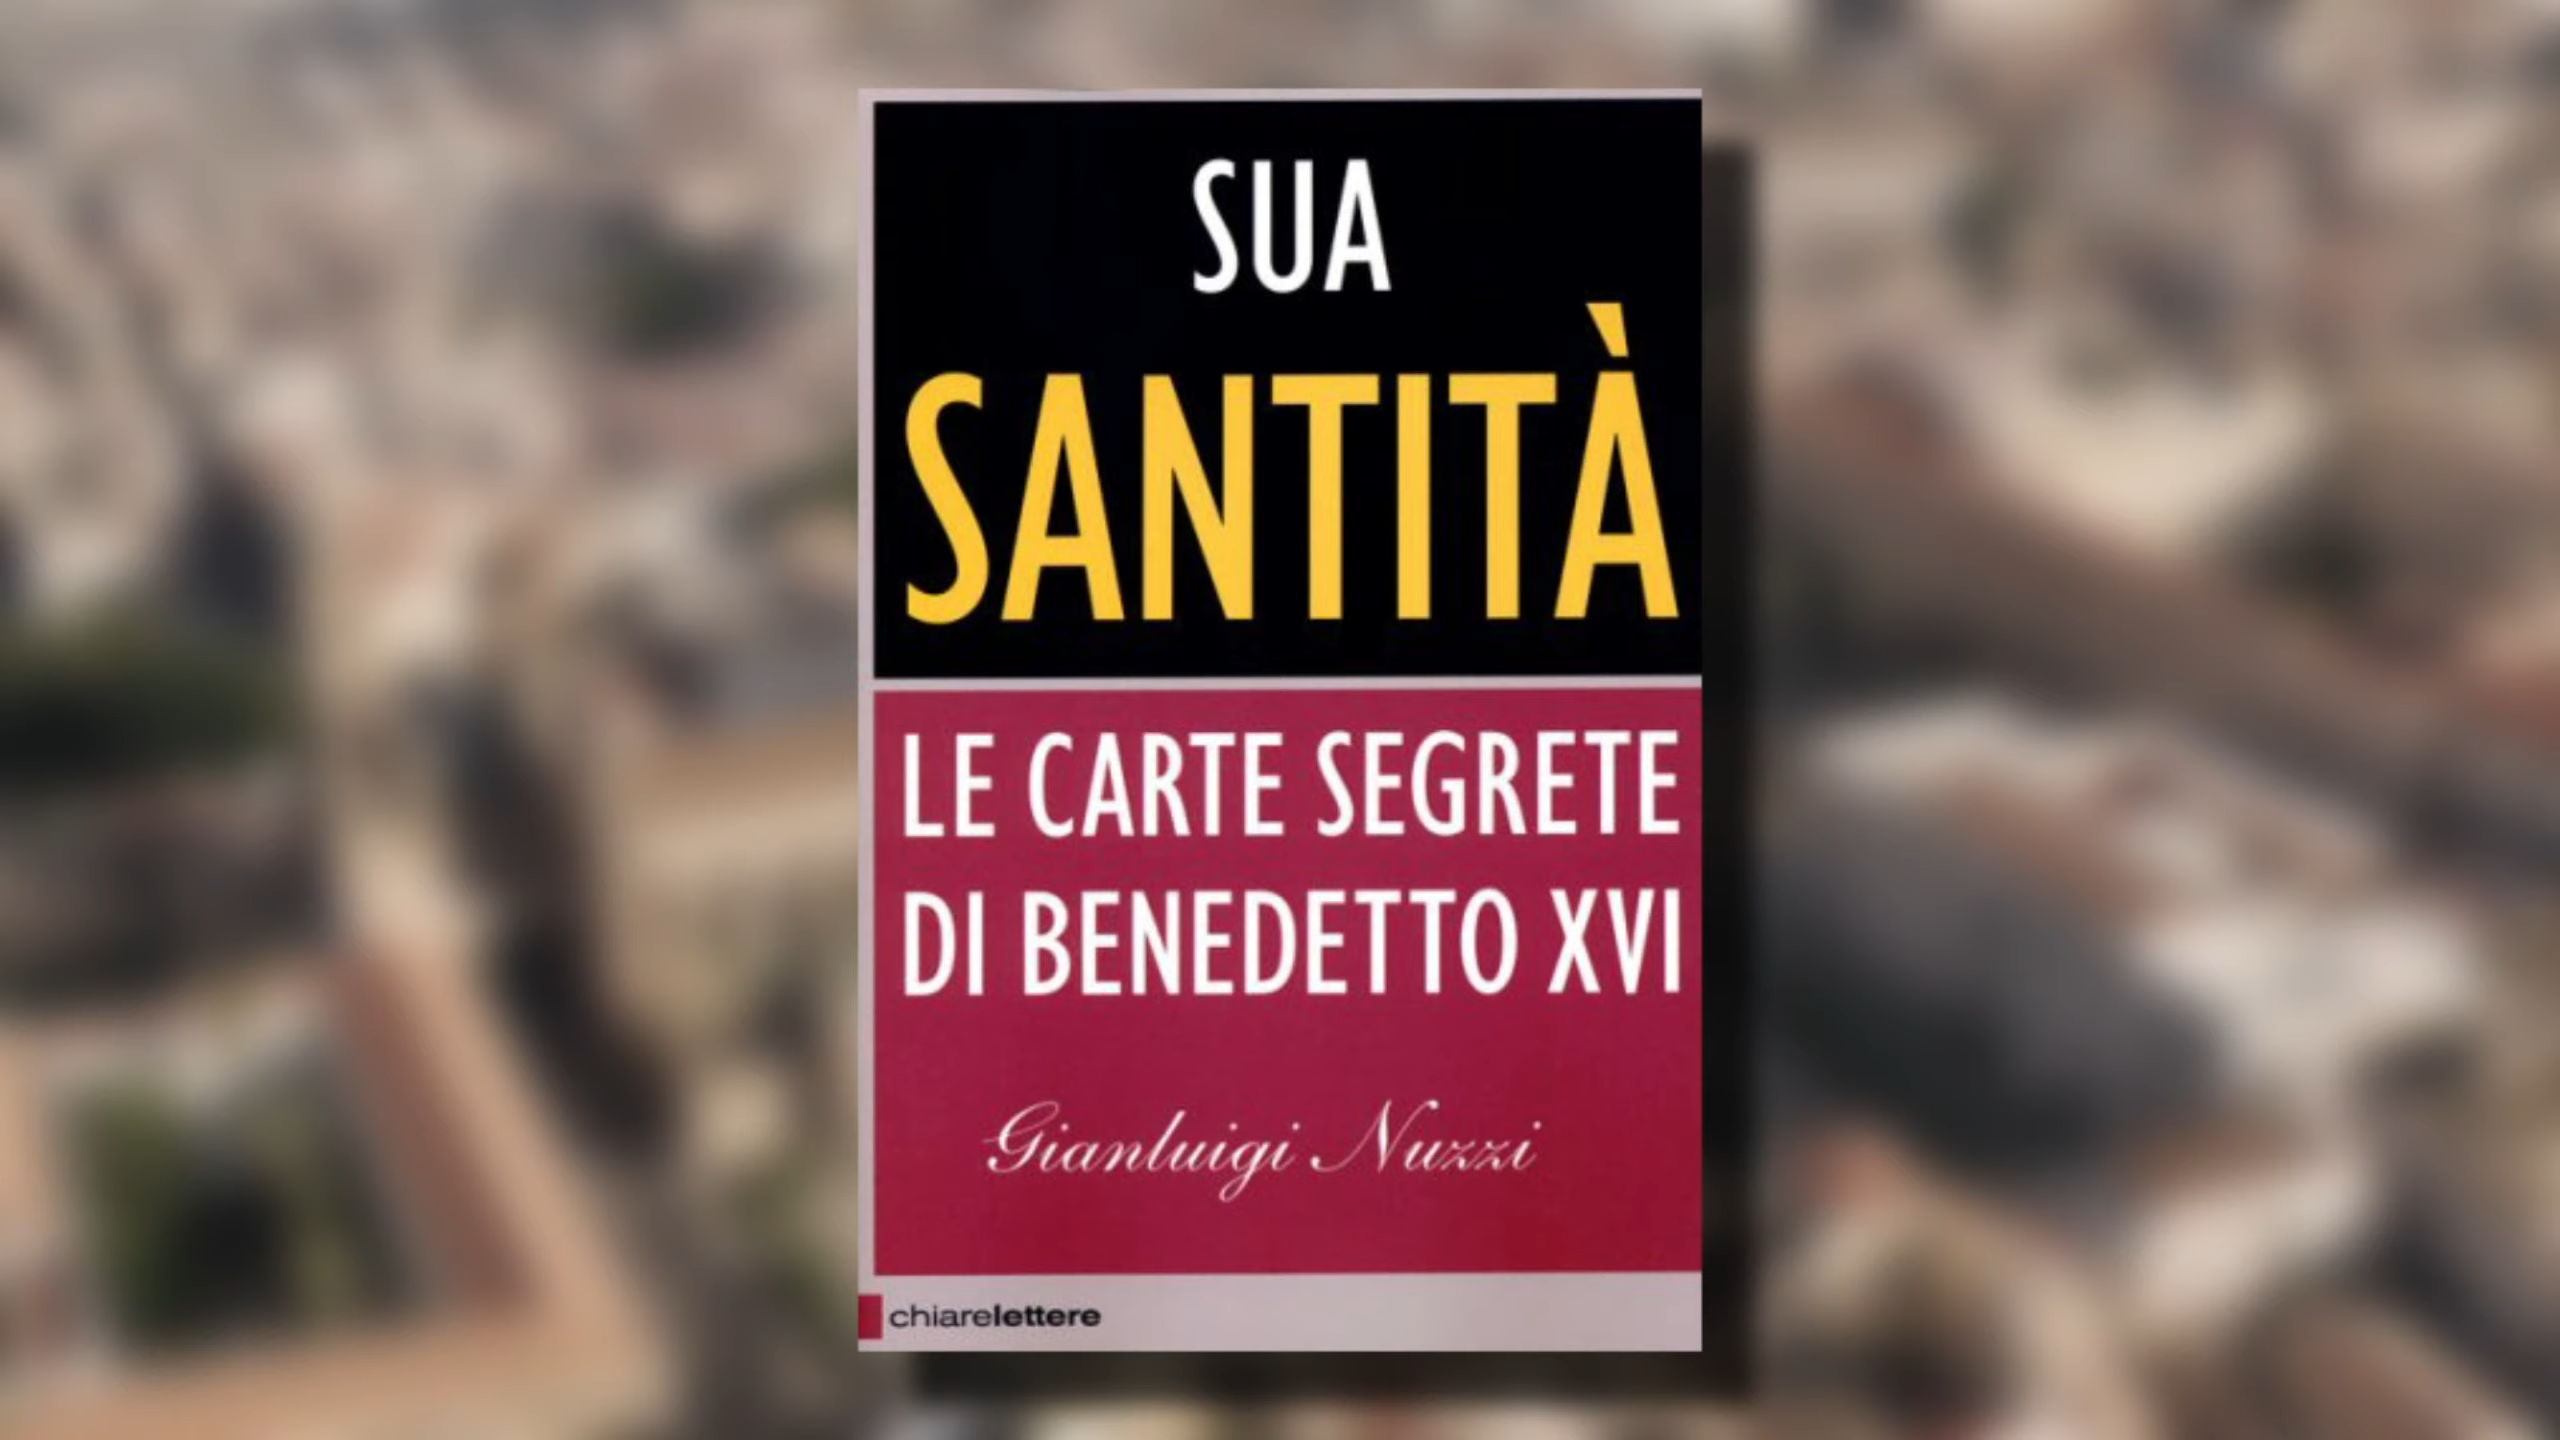 SUA
SANTITÀ
LE CARTE SEGRETE
DI BENEDETTO XVI
Gianluigi Nuzzi
chiarelettere